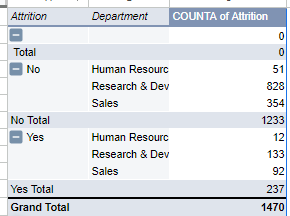 Attrition Department COUNTA of Attrition
0
Total 0
No Human Resourc 51
Research & Dev 828
Sales 354
No Total 1233
Yes Human Resourc 12
Research & Dev 133
Sales 92
Yes Total 237
Grand Total 1470